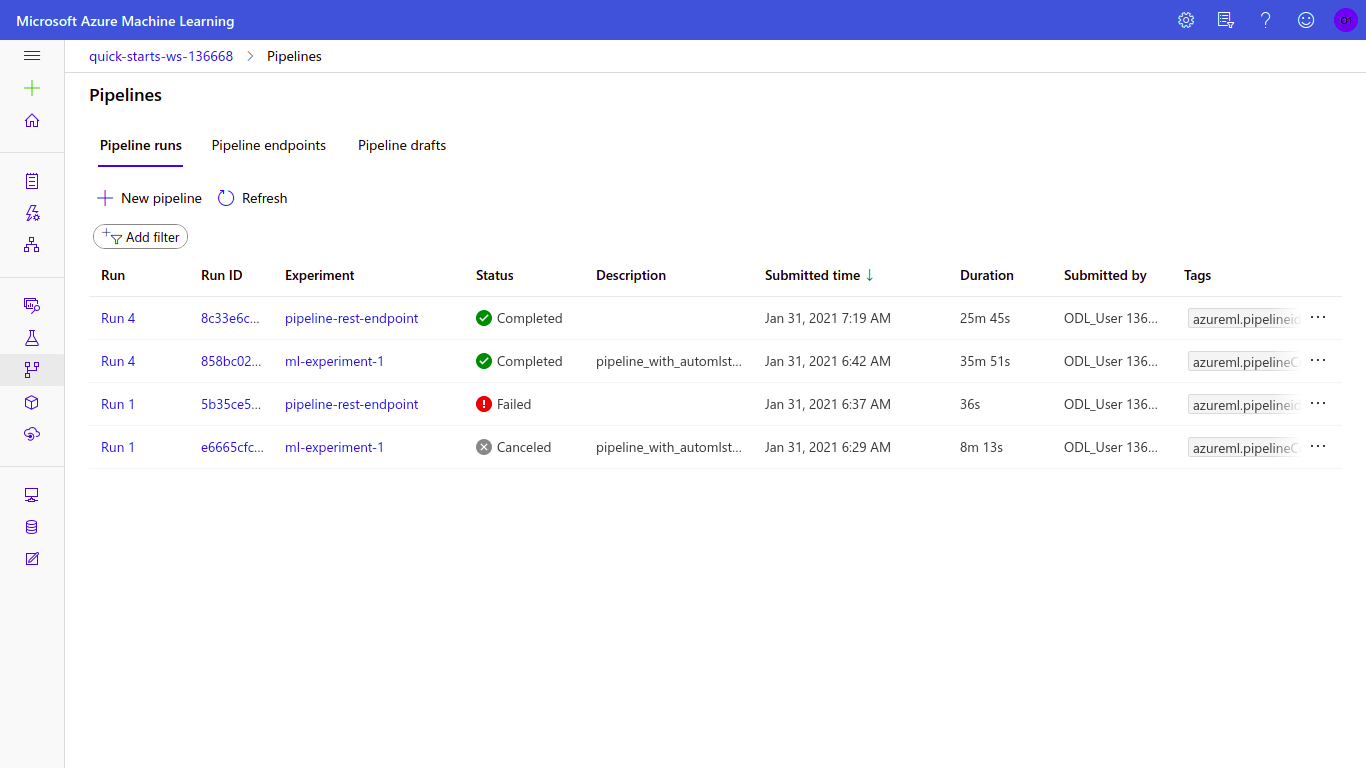 Microsoft Azure Machine Learning
quick-starts-ws-136668 > Pipelines
Pipelines
Pipeline runs Pipeline endpoints Pipeline drafts
New pipeline Refresh
Add filter
Run Run ID Experiment Status Description Submitted time ↓ Duration Submitted by Tags
Run 4 8c33e6c... pipeline-rest-endpoint Completed Jan 31, 2021 7:19 AM 25m 45s ODL_User 136... azureml.pipelineid ...
Run 4 858bc02... ml-experiment-1 Completed pipeline_with_automlst... Jan 31, 2021 6:42 AM 35m 51s ODL_User 136... azureml.pipelineC ...
Run 1 5b35ce5... pipeline-rest-endpoint Failed Jan 31, 2021 6:37 AM 36s ODL_User 136... azureml.pipelineid ...
Run 1 e6665cfc... ml-experiment-1 Canceled pipeline_with_automlst... Jan 31, 2021 6:29 AM 8m 13s ODL_User 136... azureml.pipelineC ...